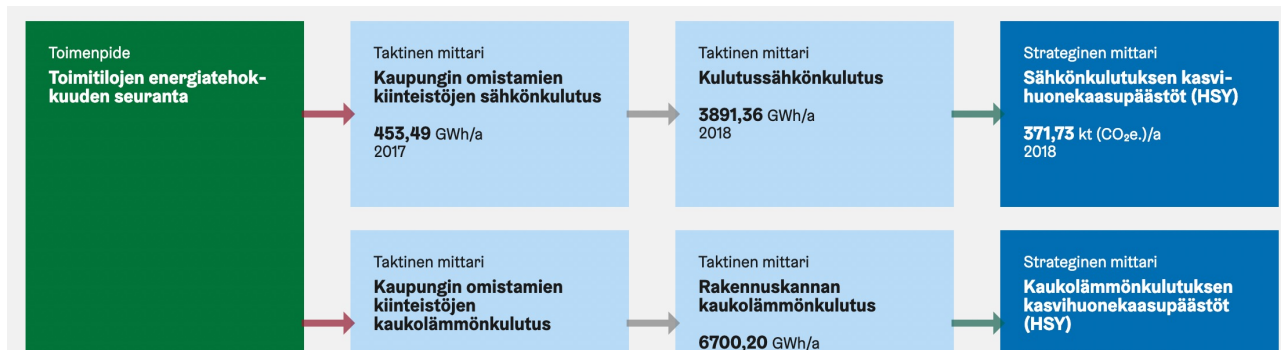 Toimenpide
Toimitilojen energiatehok-
kuuden seuranta
Taktinen mittari
Kaupungin omistamien
kiinteistöjen sähkönkulutus
453,49 GWh/a
2017
Taktinen mittari
Kulutussähkönkulutus
3891,36 GWh/a
2018
Strateginen mittari
Sähkönkulutuksen kasvi-
huonekaasupäästöt (HSY)
371,73 kt (CO₂e.)/a
2018
Taktinen mittari
Kaupungin omistamien
kiinteistöjen
kaukolämmönkulutus
Taktinen mittari
Rakennuskannan
kaukolämmönkulutus
6700,20 GWh/a
Strateginen mittari
Kaukolämmönkulutuksen
kasvihuonekaasupäästöt
(HSY)